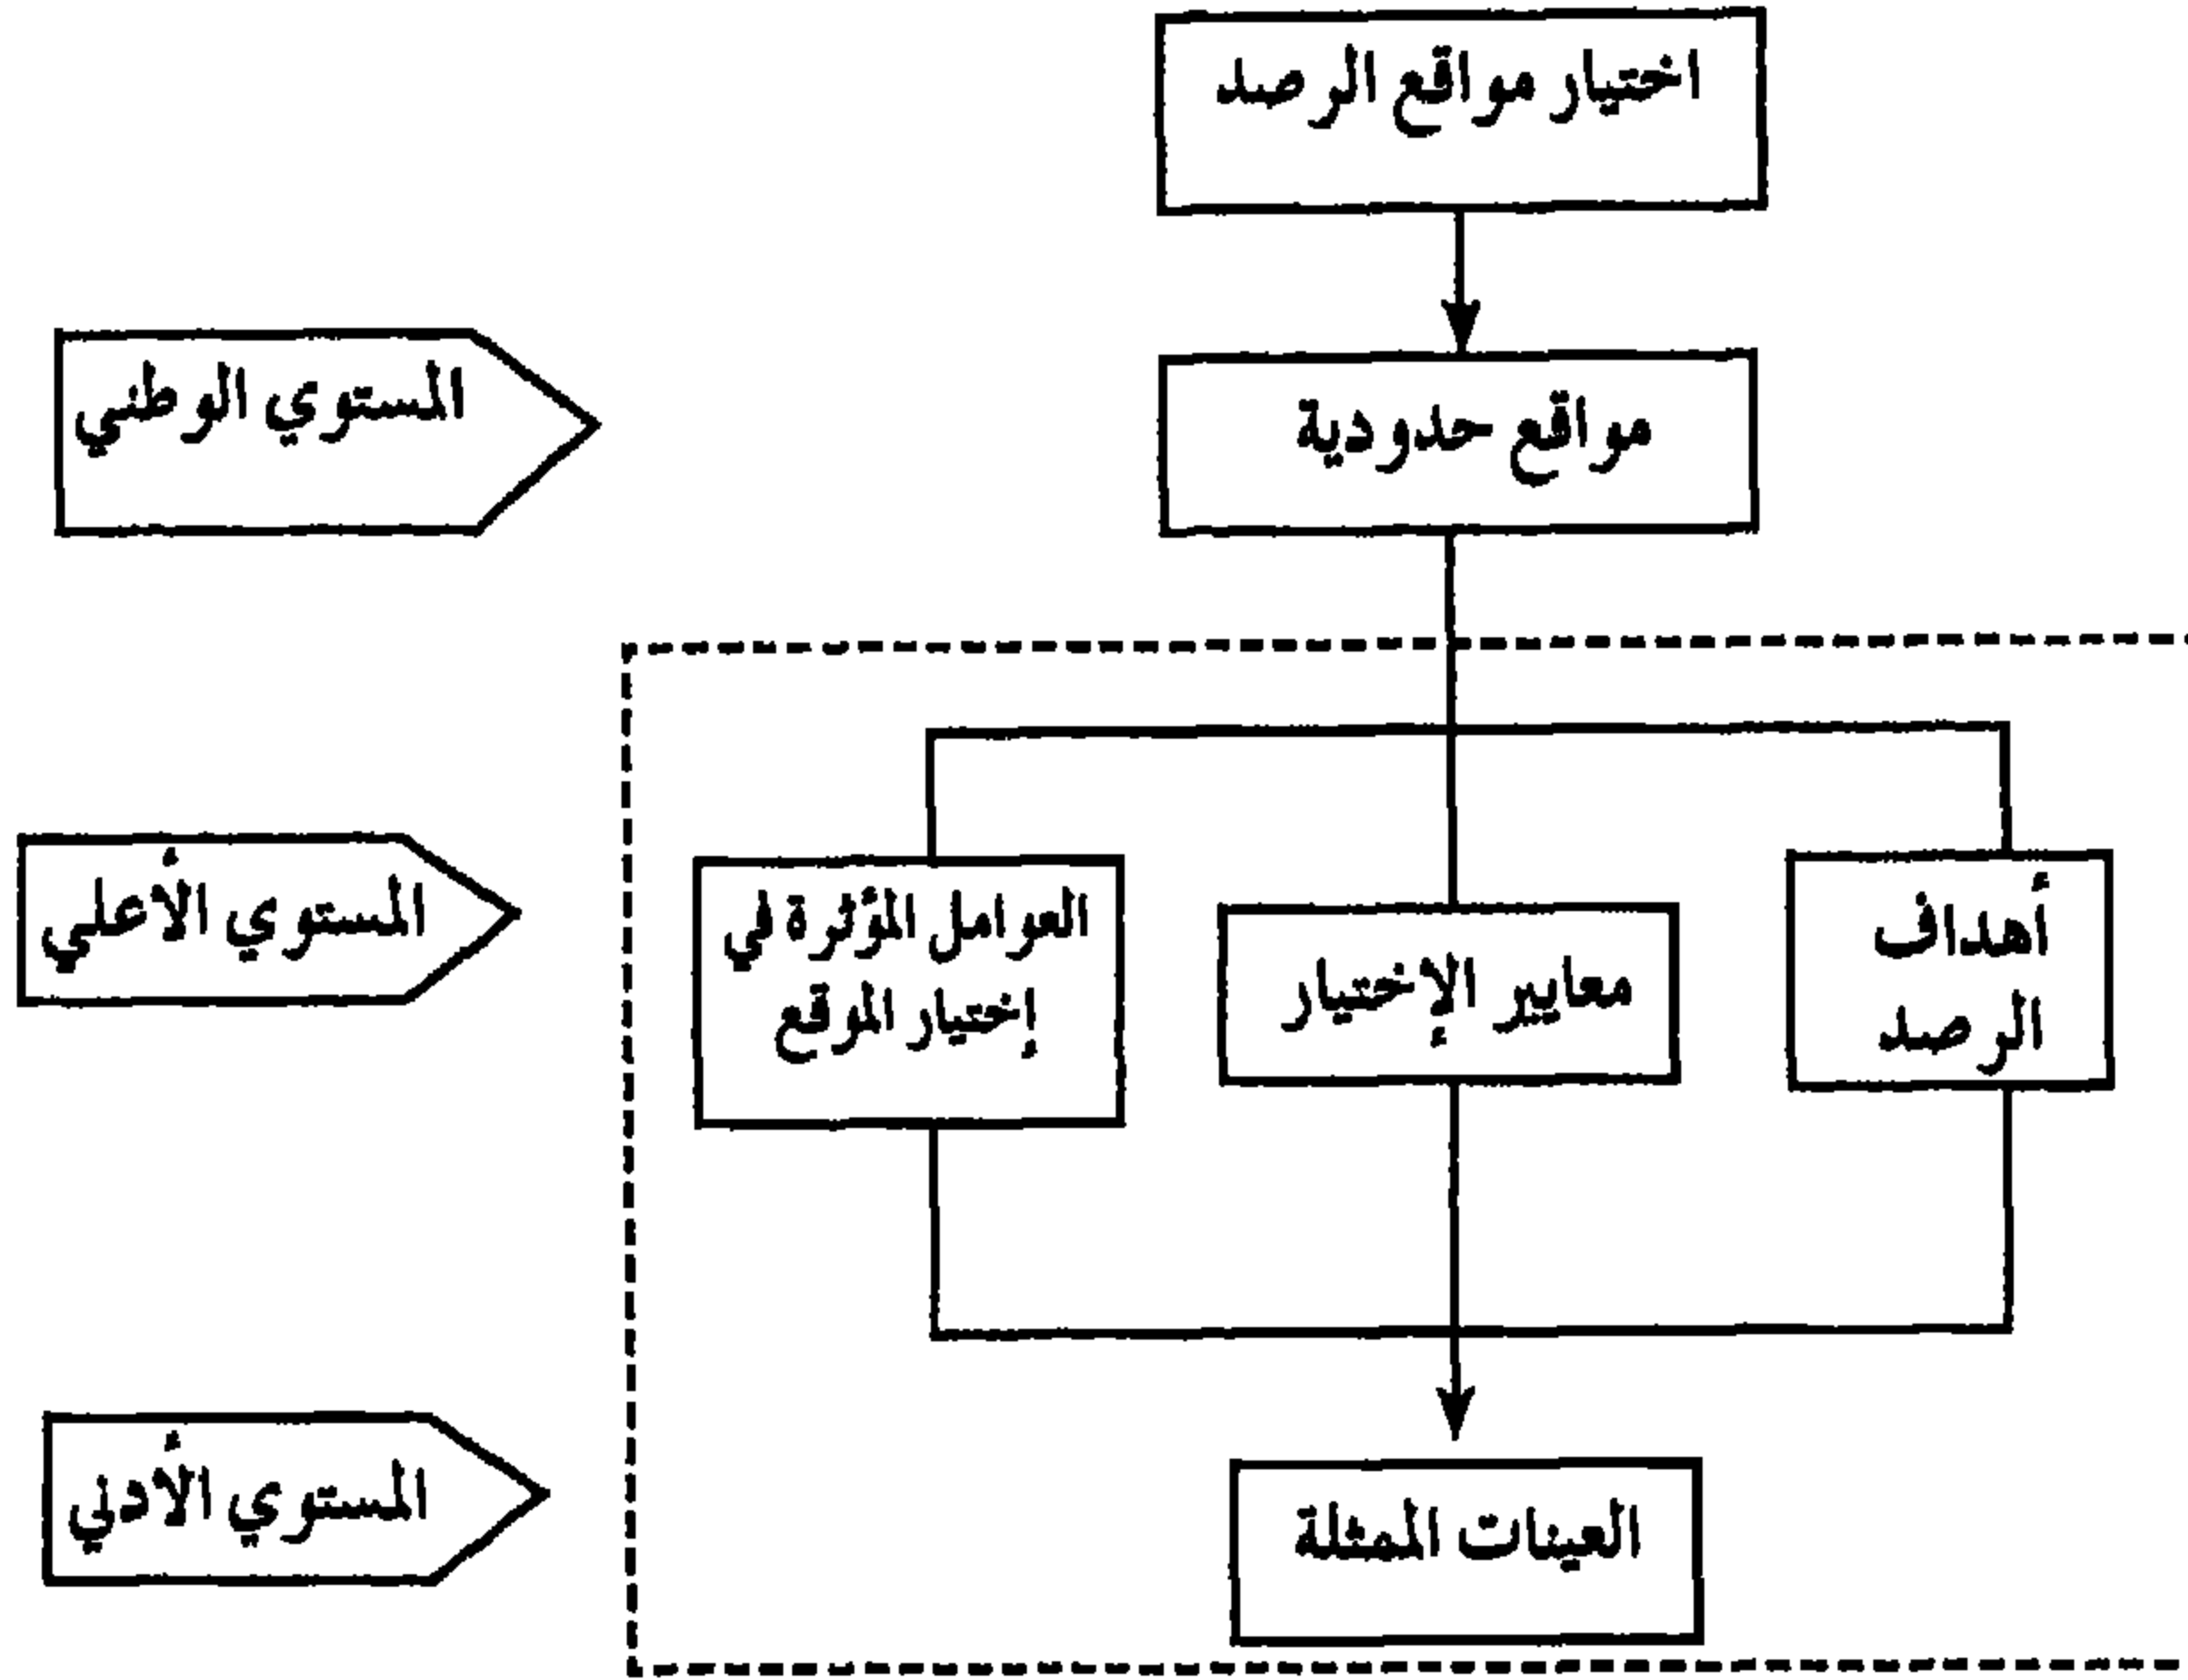 اختيار مواقع الرصد
المستوي الوطني
مواقع حدودية
المستوي الأعلي
أهداف
الرصد
معايير الإختيار
العوامل المؤثرة في
إختيار الموقع
المستوي الأدني
العينات الممثلة